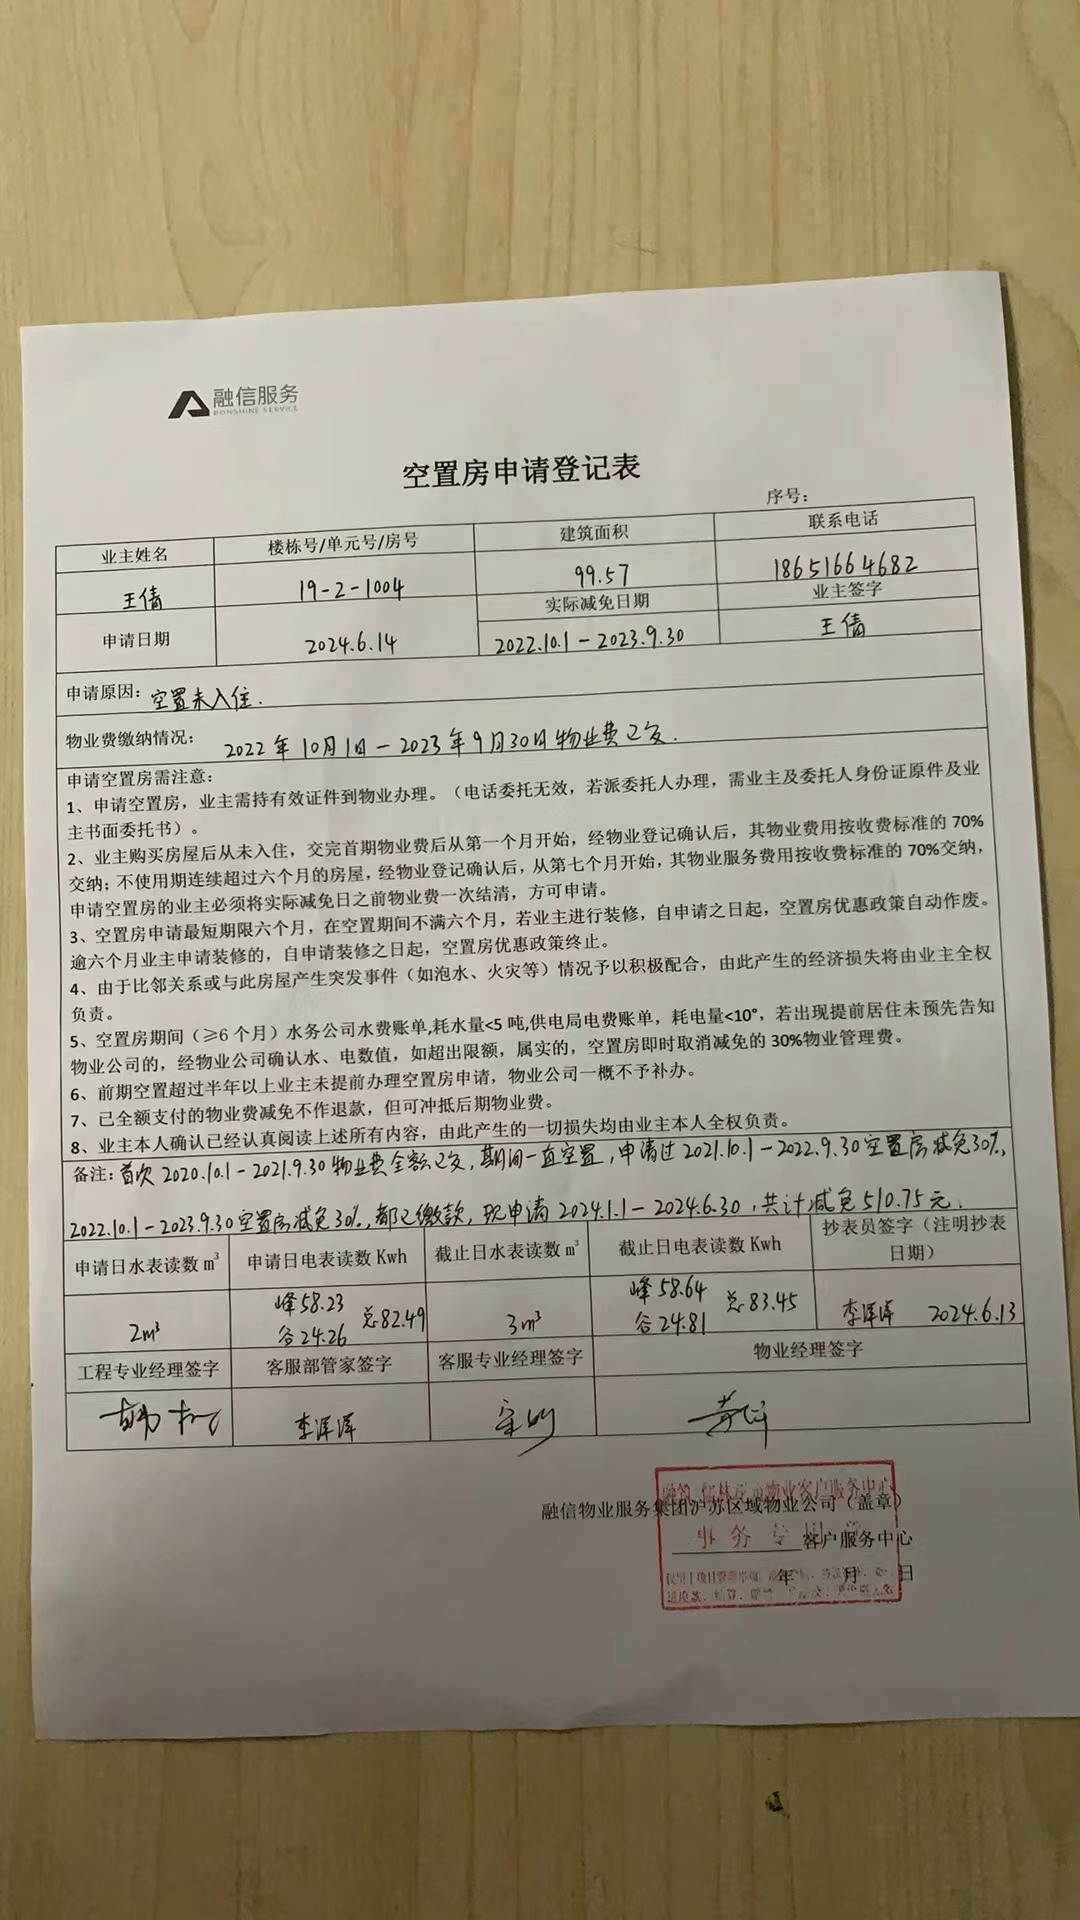 融信服务
RONSHINE SERVICE
空置房申请登记表
序号：
业主姓名 楼栋号/单元号/房号 建筑面积 联系电话
王倩 19-2-1004 99.57 18651664682
实际减免日期 业主签字
申请日期 2024.6.14 2022.10.1-2023.9.30 王倩
申请原因：空置未入住.
物业费缴纳情况： 2022年10月1日-2023年9月30日物业费已交.
申请空置房需注意：
1、申请空置房，业主需持有效证件到物业办理。（电话委托无效，若派委托人办理，需业主及委托人身份证原件及业
主书面委托书）。
2、业主购买房屋后从未入住，交完首期物业费后从第一个月开始，经物业登记确认后，其物业费用按收费标准的 70%
交纳；不使用期连续超过六个月的房屋，经物业登记确认后，从第七个月开始，其物业服务费用按收费标准的 70%交纳，
申请空置房的业主必须将实际减免日之前物业费一次结清，方可申请。
3、空置房申请最短期限六个月，在空置期间不满六个月，若业主进行装修，自申请之日起，空置房优惠政策自动作废。
逾六个月业主申请装修的，自申请装修之日起，空置房优惠政策终止。
4、由于比邻关系或与此房屋产生突发事件（如泡水、火灾等）情况予以积极配合，由此产生的经济损失将由业主全权
负责。
5、空置房期间（≥6 个月）水务公司水费账单,耗水量<5 吨,供电局电费账单，耗电量<10°，若出现提前居住未预先告知
物业公司的，经物业公司确认水、电数值，如超出限额，属实的，空置房即时取消减免的 30%物业管理费。
6、前期空置超过半年以上业主未提前办理空置房申请，物业公司一概不予补办。
7、已全额支付的物业费减免不作退款，但可冲抵后期物业费。
8、业主本人确认已经认真阅读上述所有内容，由此产生的一切损失均由业主本人全权负责。
备注：首次2020.10.1-2021.9.30物业费全额已交，期间一直空置，申请过2021.10.1-2022.9.30空置房减免30%，
2022.10.1-2023.9.30空置房减免30%，都已缴款，现申请2024.1.1-2024.6.30，共计减免510.75元.
申请日水表读数 m³ 申请日电表读数 Kwh 截止日水表读数 m³ 截止日电表读数 Kwh 抄表员签字（注明抄表
日期）
2m³ 峰58.23 总82.49 3m³ 峰58.64 总83.45 李洋洋 2024.6.13
谷24.26 谷24.81
工程专业经理签字 客服部管家签字 客服专业经理签字 物业经理签字
李洋洋
物业客户服务中心
融信物业服务集团沪苏区域物业公司（盖章）
客户服务中心
年 月 日